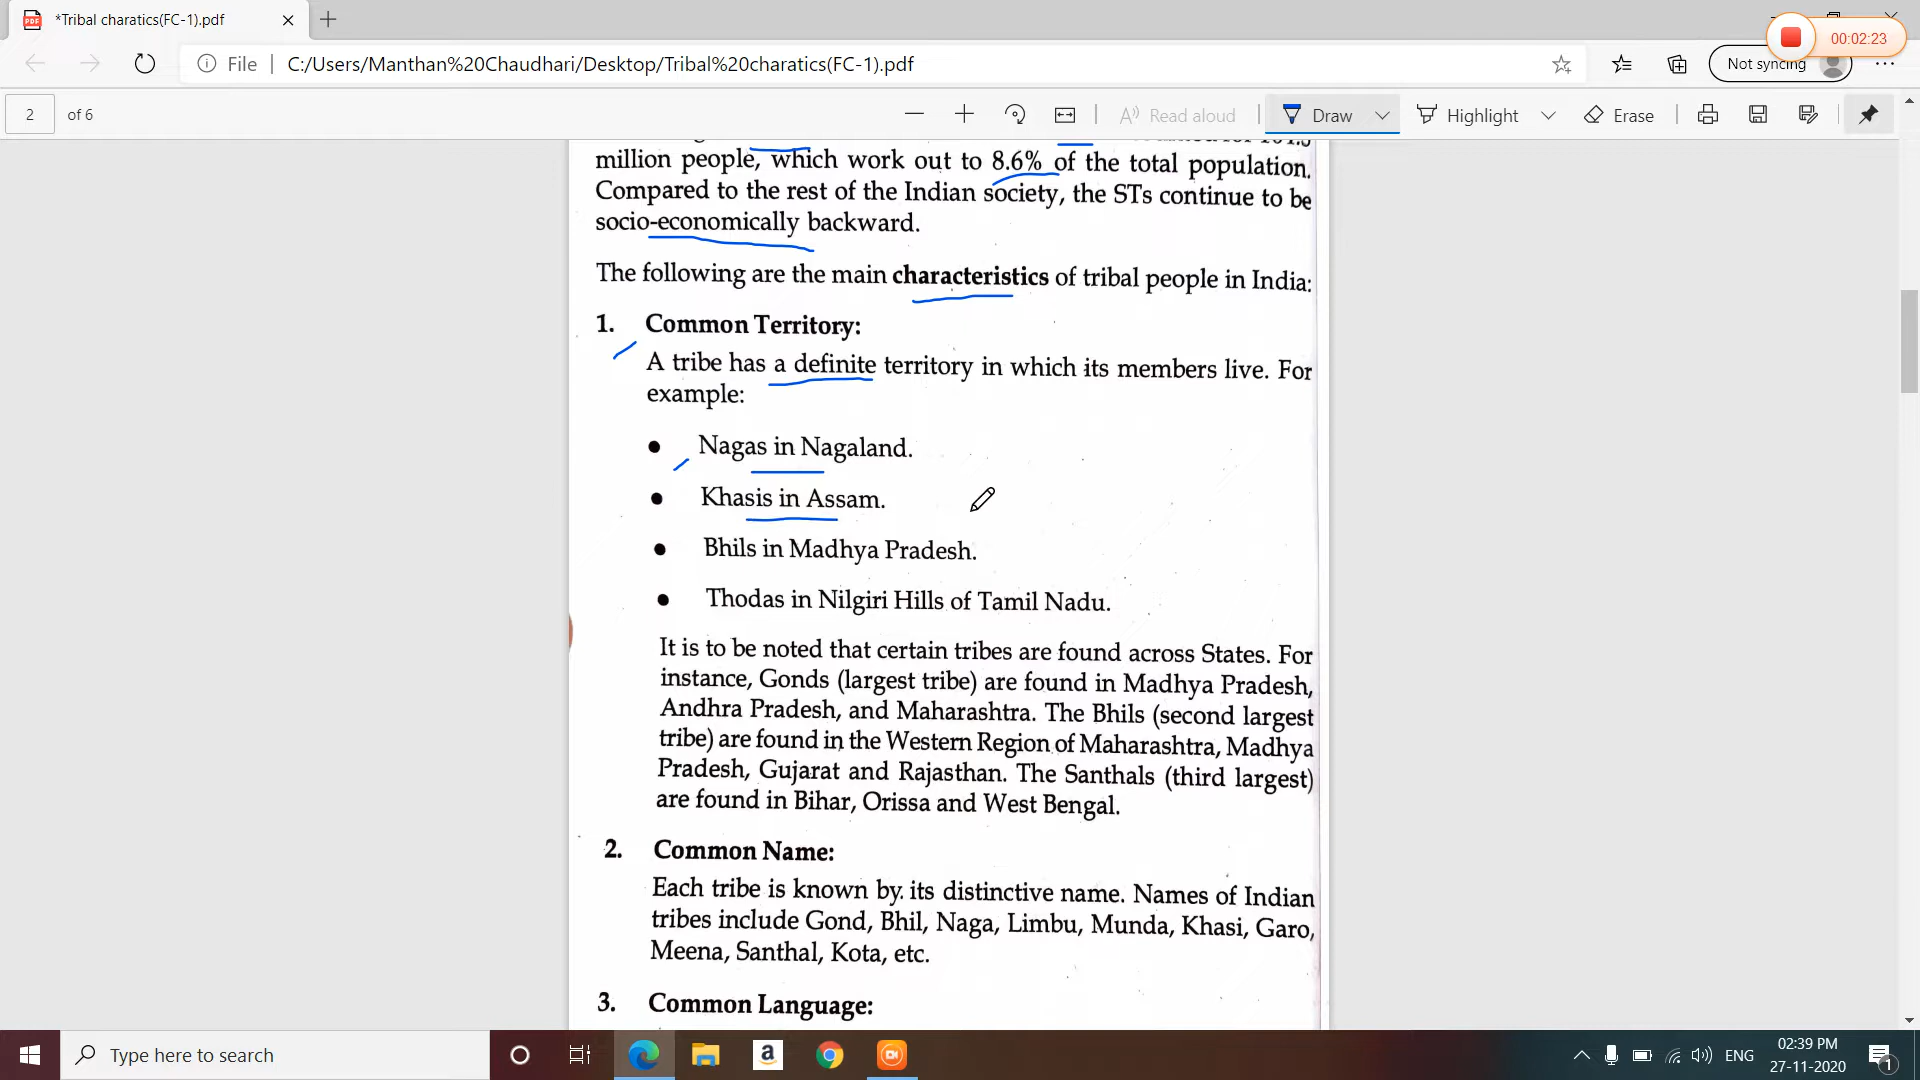 *Tribal charatics(FC-1).pdf
00:02:23
File
C:/Users/Manthan%20Chaudhari/Desktop/Tribal%20charatics(FC-1).pdf
Not syncing
2 of 6
Read aloud
Draw
Highlight
Erase
million people, which work out to 8.6% of the total population.
Compared to the rest of the Indian society, the STs continue to be
socio-economically backward.
The following are the main characteristics of tribal people in India:
1. Common Territory:
A tribe has a definite territory in which its members live. For
example:
● Nagas in Nagaland.
● Khasis in Assam.
● Bhils in Madhya Pradesh.
● Thodas in Nilgiri Hills of Tamil Nadu.
It is to be noted that certain tribes are found across States. For
instance, Gonds (largest tribe) are found in Madhya Pradesh,
Andhra Pradesh, and Maharashtra. The Bhils (second largest
tribe) are found in the Western Region of Maharashtra, Madhya
Pradesh, Gujarat and Rajasthan. The Santhals (third largest)
are found in Bihar, Orissa and West Bengal.
2. Common Name:
Each tribe is known by its distinctive name. Names of Indian
tribes include Gond, Bhil, Naga, Limbu, Munda, Khasi, Garo,
Meena, Santhal, Kota, etc.
3. Common Language:
Type here to search
ENG
02:39 PM
27-11-2020
1